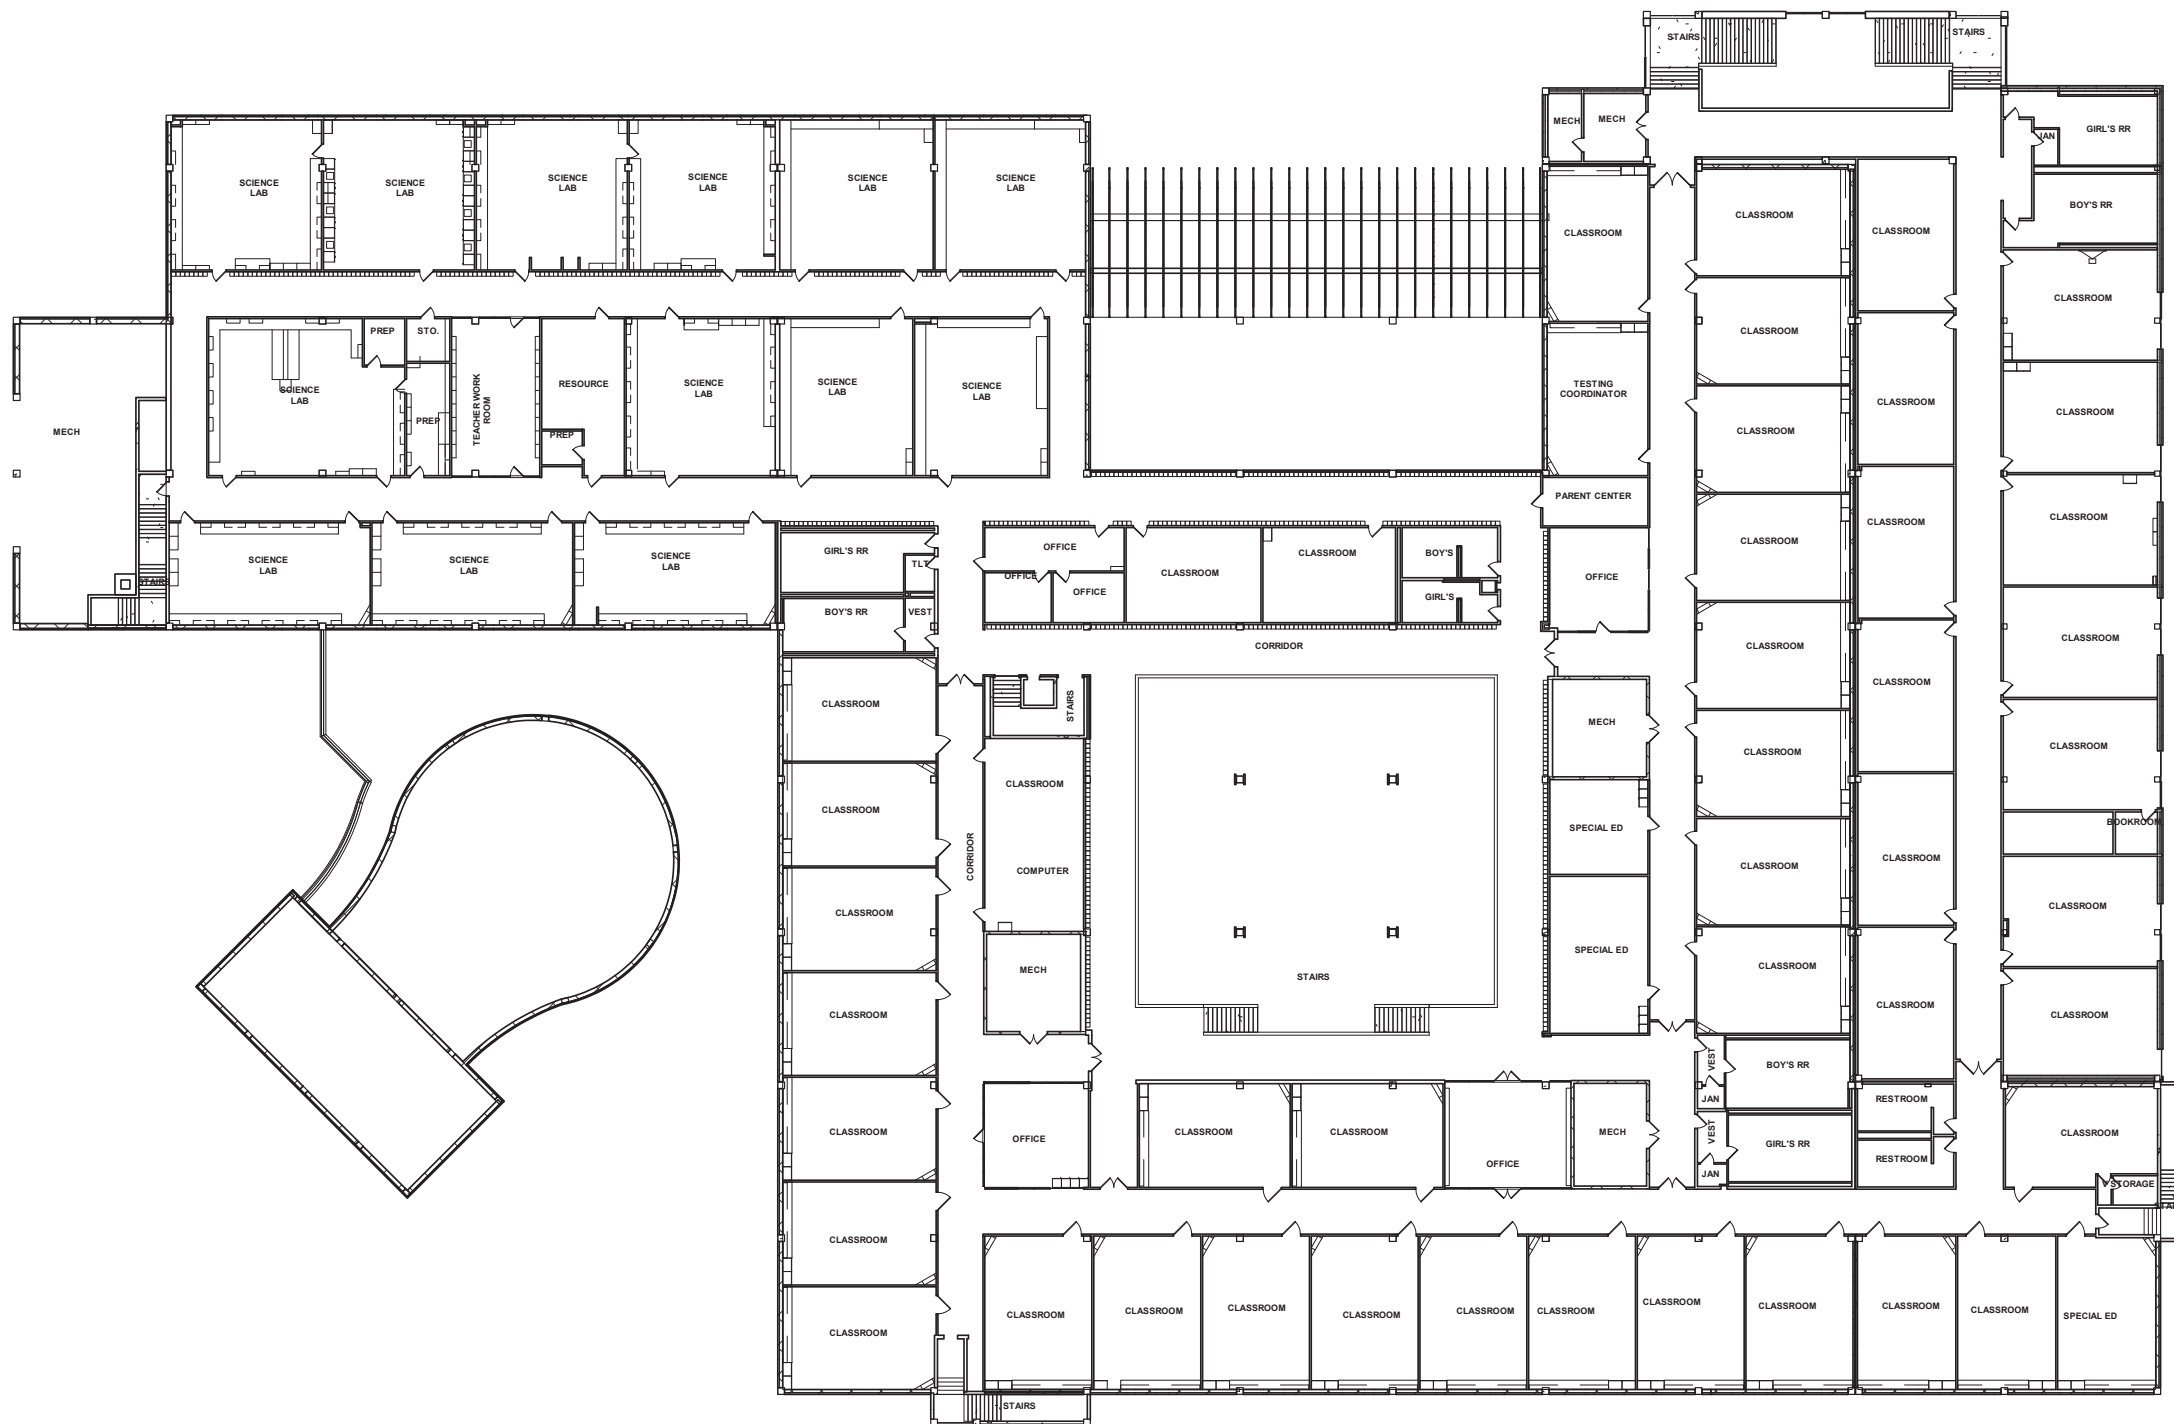 STAIRS
STAIRS
MECH
MECH
JAN
GIRL'S RR
BOY'S RR
SCIENCE
LAB
SCIENCE
LAB
SCIENCE
LAB
SCIENCE
LAB
SCIENCE
LAB
SCIENCE
LAB
CLASSROOM
CLASSROOM
CLASSROOM
CLASSROOM
MECH
SCIENCE
LAB
PREP
STO.
PREP
TEACHER WORK
ROOM
RESOURCE
PREP
SCIENCE
LAB
SCIENCE
LAB
SCIENCE
LAB
TESTING
COORDINATOR
CLASSROOM
CLASSROOM
CLASSROOM
CLASSROOM
PARENT CENTER
CLASSROOM
CLASSROOM
CLASSROOM
STAIRS
SCIENCE
LAB
SCIENCE
LAB
SCIENCE
LAB
GIRL'S RR
TLT
BOY'S RR
VEST
OFFICE
OFFICE
OFFICE
CLASSROOM
CLASSROOM
BOY'S
GIRL'S
OFFICE
CORRIDOR
CLASSROOM
CLASSROOM
CLASSROOM
CLASSROOM
STAIRS
MECH
CLASSROOM
CLASSROOM
CLASSROOM
CLASSROOM
CORRIDOR
COMPUTER
SPECIAL ED
BOOKROOM
CLASSROOM
CLASSROOM
CLASSROOM
CLASSROOM
MECH
STAIRS
SPECIAL ED
CLASSROOM
CLASSROOM
CLASSROOM
CLASSROOM
VEST
BOY'S RR
JAN
RESTROOM
CLASSROOM
OFFICE
CLASSROOM
CLASSROOM
OFFICE
MECH
VEST
GIRL'S RR
JAN
RESTROOM
CLASSROOM
STORAGE
CLASSROOM
CLASSROOM
CLASSROOM
CLASSROOM
CLASSROOM
CLASSROOM
CLASSROOM
CLASSROOM
CLASSROOM
CLASSROOM
CLASSROOM
CLASSROOM
SPECIAL ED
STAIRS